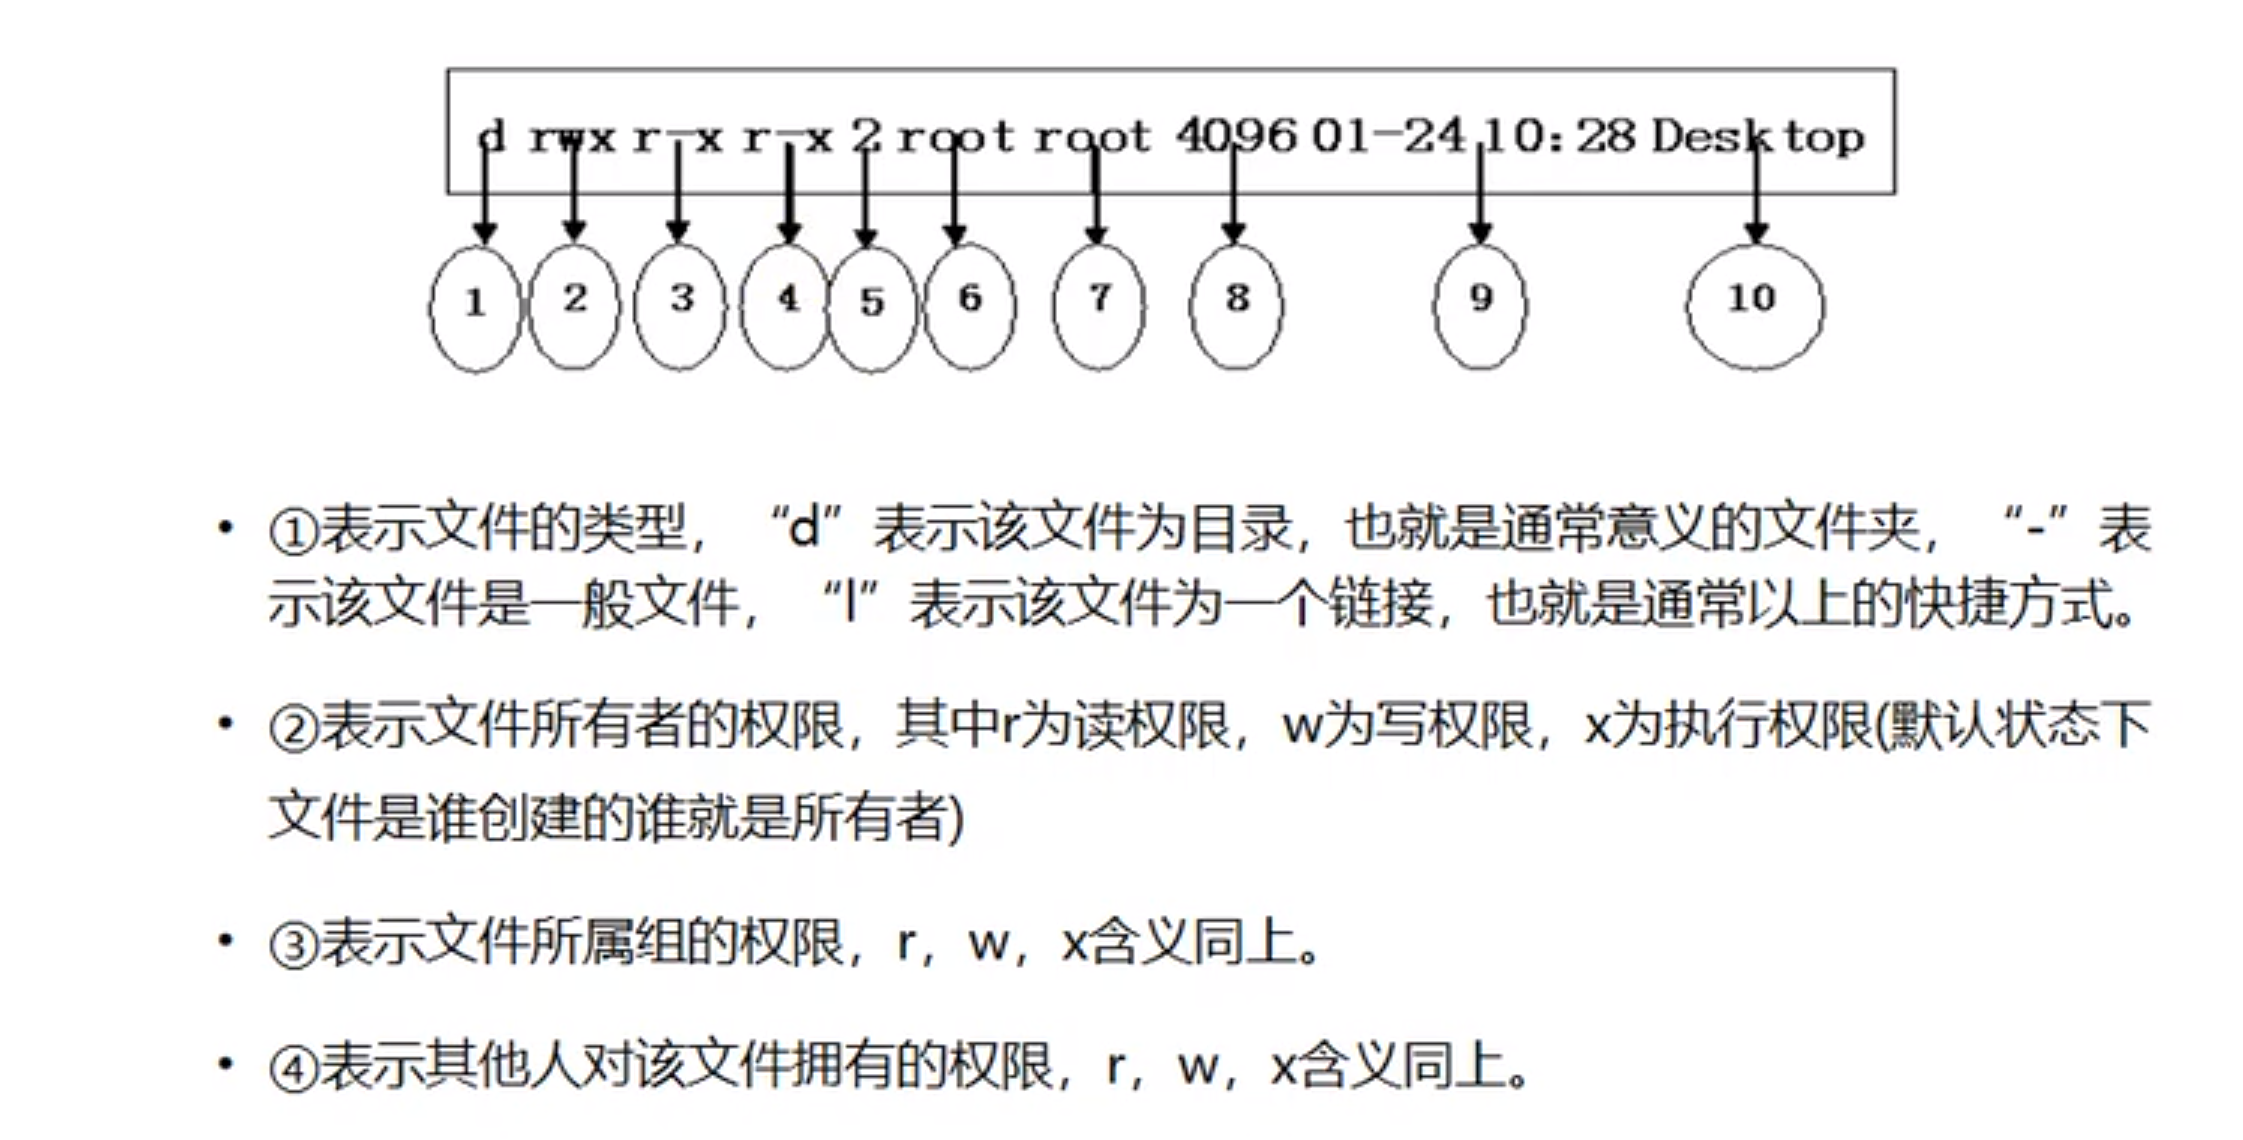 d rwx r-x r-x 2 root root 4096 01-24 10:28 Desktop
1 2 3 4 5 6 7 8 9 10
• ①表示文件的类型，“d”表示该文件为目录，也就是通常意义的文件夹，“-”表
示该文件是一般文件，“l”表示该文件为一个链接，也就是通常以上的快捷方式。
• ②表示文件所有者的权限，其中r为读权限，w为写权限，x为执行权限(默认状态下
文件是谁创建的谁就是所有者)
• ③表示文件所属组的权限，r，w，x含义同上。
• ④表示其他人对该文件拥有的权限，r，w，x含义同上。